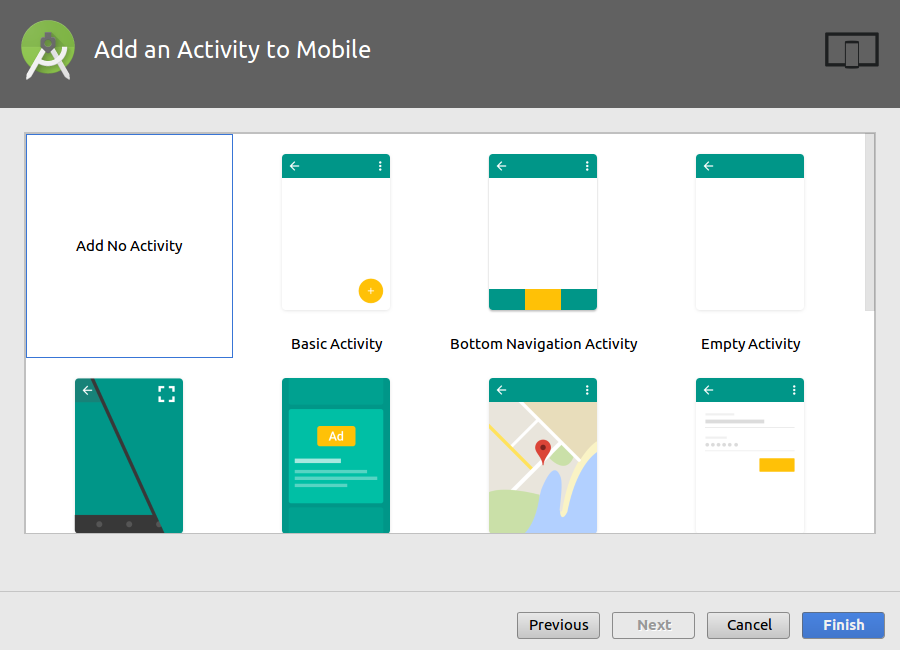 Add an Activity to Mobile
Add No Activity
Basic Activity
Bottom Navigation Activity
Empty Activity
Ad
Previous
Next
Cancel
Finish